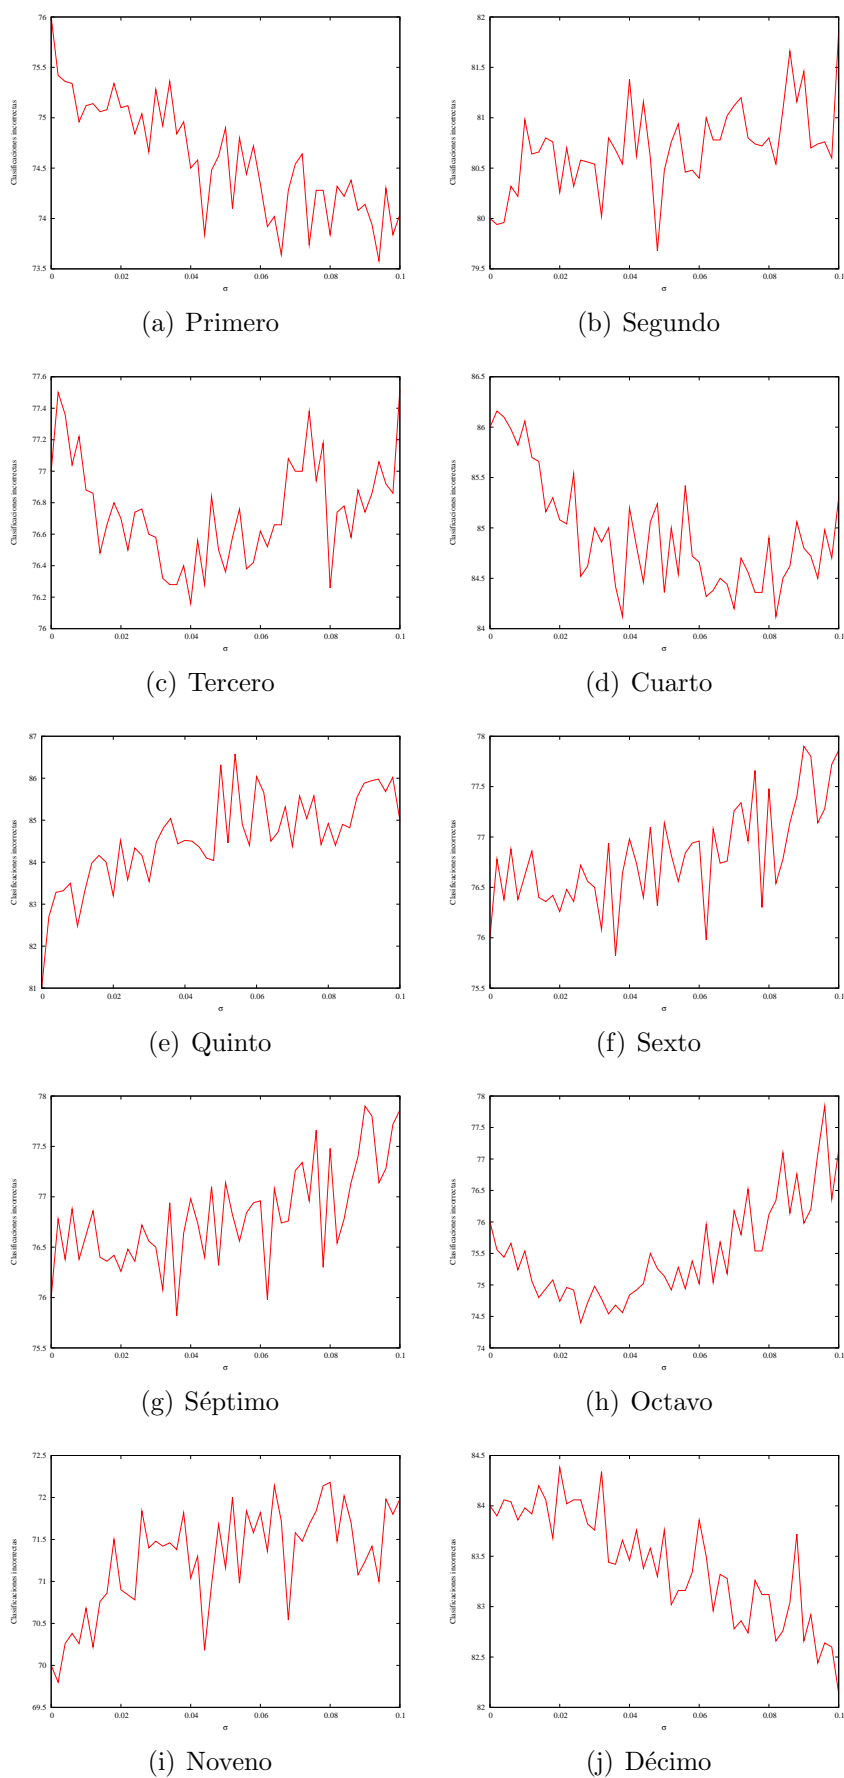 76
75.5
75
74.5
74
73.5
Clasificaciones incorrectas
0 0.02 0.04 0.06 0.08 0.1
σ
(a) Primero
82
81.5
81
80.5
80
79.5
Clasificaciones incorrectas
0 0.02 0.04 0.06 0.08 0.1
σ
(b) Segundo
77.6
77.4
77.2
77
76.8
76.6
76.4
76.2
76
Clasificaciones incorrectas
0 0.02 0.04 0.06 0.08 0.1
σ
(c) Tercero
86.5
86
85.5
85
84.5
84
Clasificaciones incorrectas
0 0.02 0.04 0.06 0.08 0.1
σ
(d) Cuarto
87
86
85
84
83
82
81
Clasificaciones incorrectas
0 0.02 0.04 0.06 0.08 0.1
σ
(e) Quinto
78
77.5
77
76.5
76
75.5
Clasificaciones incorrectas
0 0.02 0.04 0.06 0.08 0.1
σ
(f) Sexto
78
77.5
77
76.5
76
75.5
Clasificaciones incorrectas
0 0.02 0.04 0.06 0.08 0.1
σ
(g) Séptimo
78
77.5
77
76.5
76
75.5
75
74.5
74
Clasificaciones incorrectas
0 0.02 0.04 0.06 0.08 0.1
σ
(h) Octavo
72.5
72
71.5
71
70.5
70
69.5
Clasificaciones incorrectas
0 0.02 0.04 0.06 0.08 0.1
σ
(i) Noveno
84.5
84
83.5
83
82.5
82
Clasificaciones incorrectas
0 0.02 0.04 0.06 0.08 0.1
σ
(j) Décimo